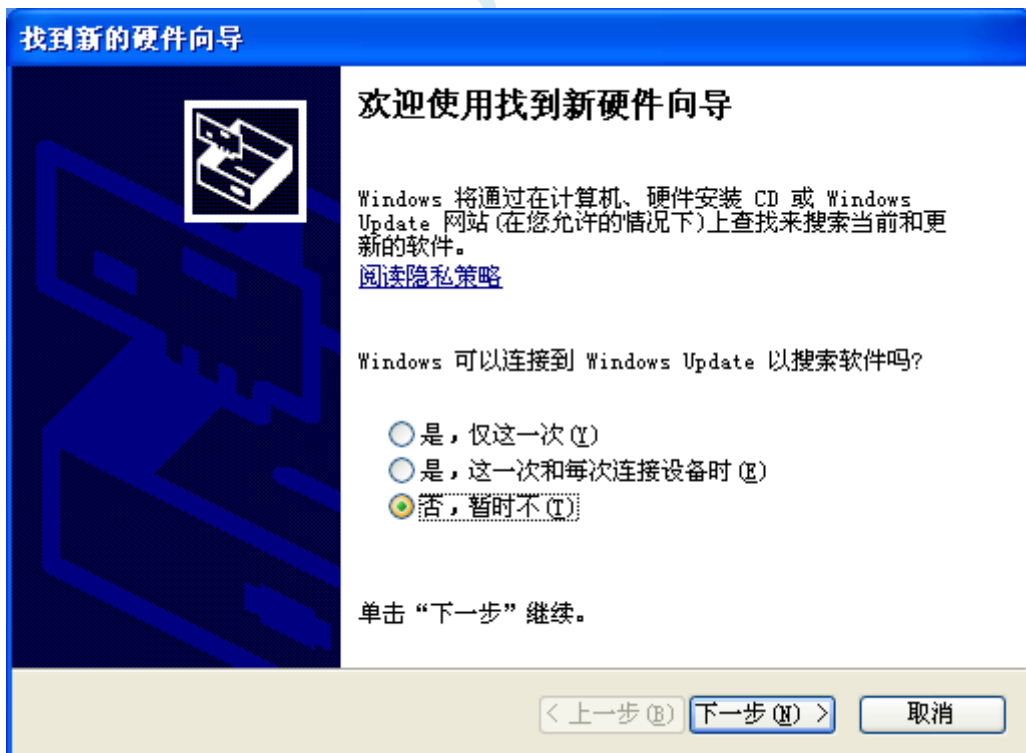 找到新的硬件向导
欢迎使用找到新硬件向导
Windows 将通过在计算机、硬件安装 CD 或 Windows
Update 网站(在您允许的情况下)上查找来搜索当前和更
新的软件。
阅读隐私策略
Windows 可以连接到 Windows Update 以搜索软件吗?
是，仅这一次(Y)
是，这一次和每次连接设备时(E)
否，暂时不(T)
单击“下一步”继续。
< 上一步(B) 下一步(N) > 取消